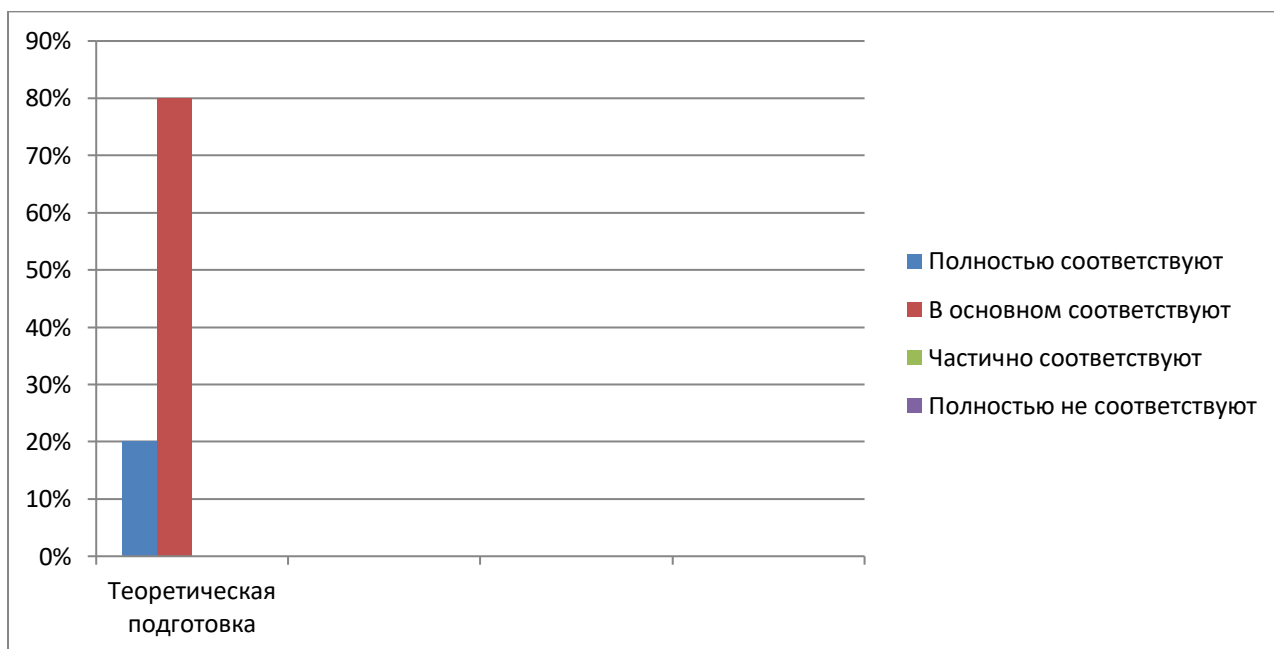 90%
80%
70%
60%
50%
40%
30%
20%
10%
0%
Теоретическая
подготовка
Полностью соответствуют
В основном соответствуют
Частично соответствуют
Полностью не соответствуют